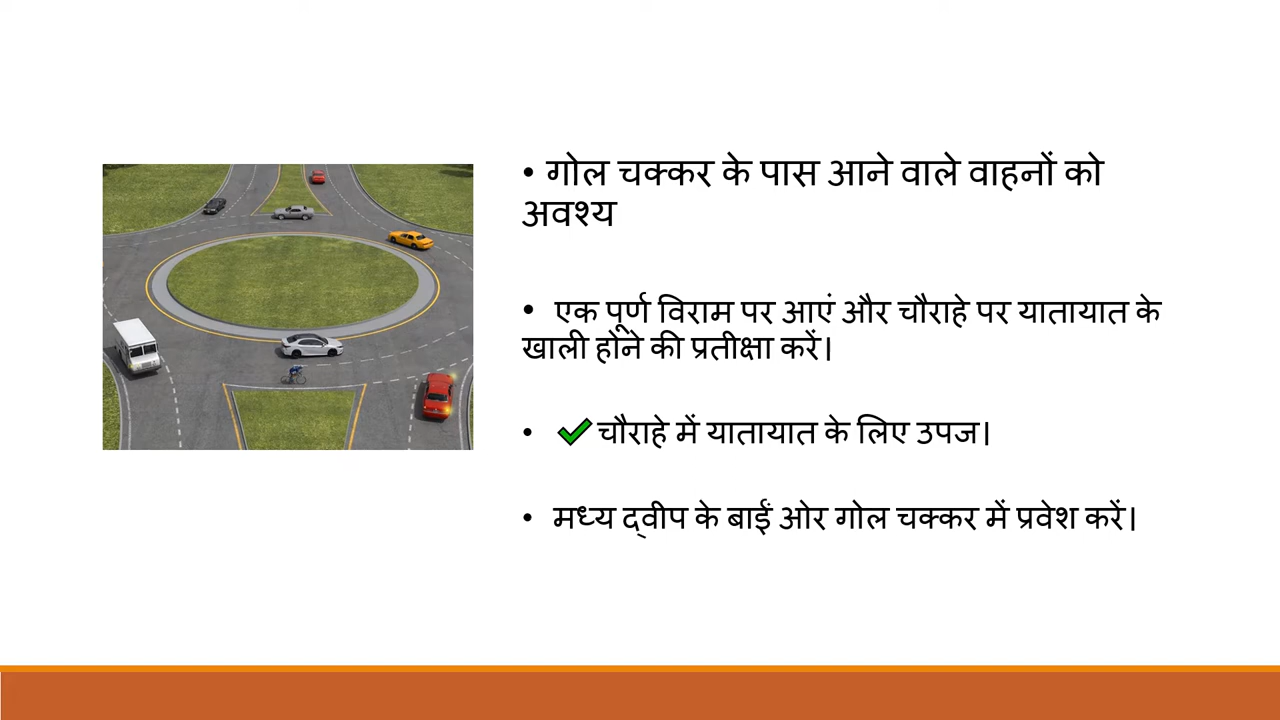 • गोल चक्कर के पास आने वाले वाहनों को
अवश्य
• एक पूर्ण विराम पर आएं और चौराहे पर यातायात के
खाली होने की प्रतीक्षा करें।
• ✔ चौराहे में यातायात के लिए उपज।
• मध्य द्वीप के बाईं ओर गोल चक्कर में प्रवेश करें।